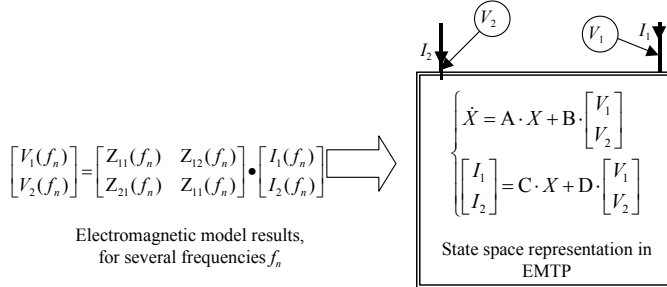 V₂
I₂
V₁
I₁
[V₁(fₙ) V₂(fₙ)] = [Z₁₁(fₙ) Z₁₂(fₙ) Z₂₁(fₙ) Z₁₁(fₙ)] • [I₁(fₙ) I₂(fₙ)]
Electromagnetic model results,
for several frequencies fₙ
Ẋ = A · X + B · [V₁ V₂]
[I₁ I₂] = C · X + D · [V₁ V₂]
State space representation in
EMTP